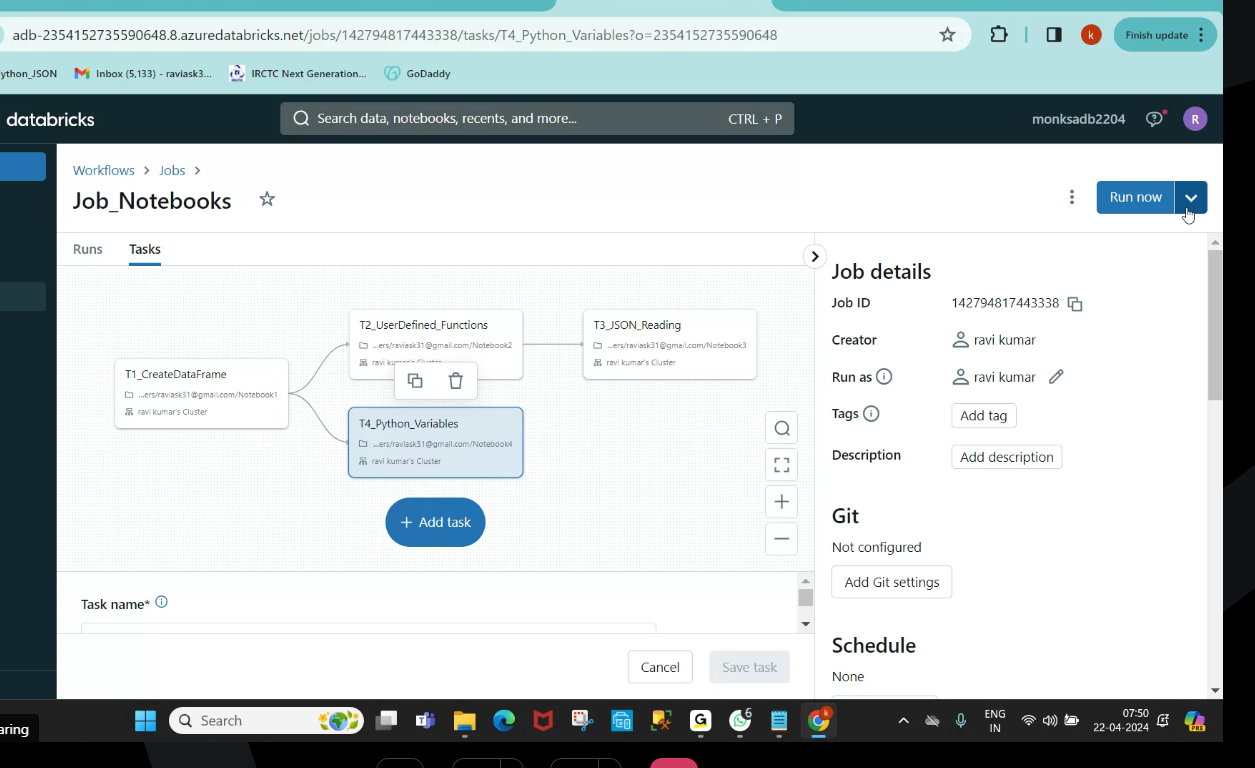 adb-2354152735590648.8.azuredatabricks.net/jobs/142794817443338/tasks/T4_Python_Variables?o=2354152735590648
k
Finish update
ython_JSON
Inbox (5,133) - raviask3...
IRCTC Next Generation...
GoDaddy
databricks
Search data, notebooks, recents, and more...
CTRL + P
monksadb2204
R
Workflows > Jobs >
Job_Notebooks
Run now
Runs
Tasks
T1_CreateDataFrame
...ers/raviask31@gmail.com/Notebook1
ravi kumar's Cluster
T2_UserDefined_Functions
...ers/raviask31@gmail.com/Notebook2
ravi kumar's Cluster
T3_JSON_Reading
...ers/raviask31@gmail.com/Notebook3
ravi kumar's Cluster
T4_Python_Variables
...ers/raviask31@gmail.com/Notebook4
ravi kumar's Cluster
+ Add task
Task name*
Cancel
Save task
Job details
Job ID
142794817443338
Creator
ravi kumar
Run as
ravi kumar
Tags
Add tag
Description
Add description
Git
Not configured
Add Git settings
Schedule
None
aring
Search
6
k
ENG
IN
07:50
22-04-2024
PRE